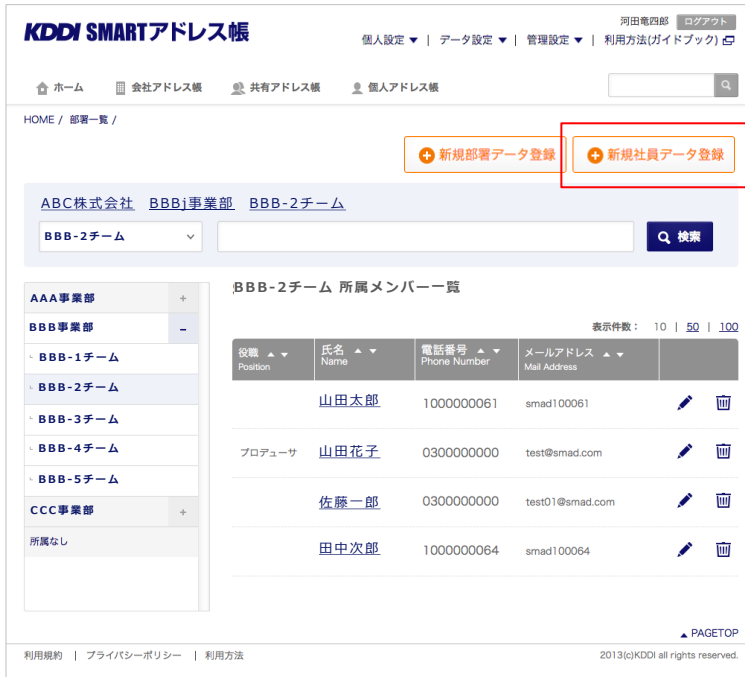 河田竜四郎 ログアウト
KDDI SMARTアドレス帳
個人設定 ▼ | データ設定 ▼ | 管理設定 ▼ | 利用方法(ガイドブック)
ホーム 会社アドレス帳 共有アドレス帳 個人アドレス帳
HOME / 部署一覧 /
新規部署データ登録 新規社員データ登録
ABC株式会社 BBBj事業部 BBB-2チーム
BBB-2チーム 検索
AAA事業部 +
BBB事業部 -
BBB-1チーム
BBB-2チーム
BBB-3チーム
BBB-4チーム
BBB-5チーム
CCC事業部 +
所属なし
BBB-2チーム 所属メンバー一覧
表示件数： 10 | 50 | 100
役職 ▲ ▼ 氏名 ▲ ▼ 電話番号 ▲ ▼ メールアドレス ▲ ▼
Position Name Phone Number Mail Address
山田太郎 1000000061 smad100061
プロデューサ 山田花子 0300000000 test@smad.com
佐藤一郎 0300000000 test01@smad.com
田中次郎 1000000064 smad100064
▲ PAGETOP
利用規約 | プライバシーポリシー | 利用方法
2013(c)KDDI all rights reserved.